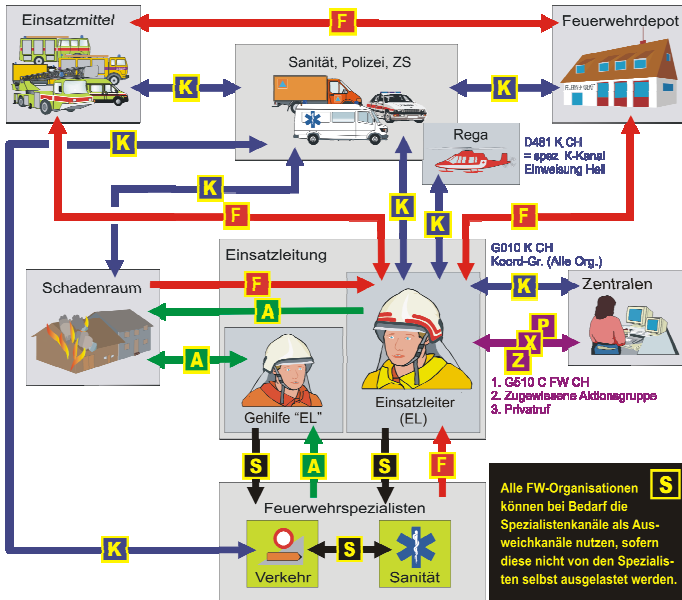 Einsatzmittel
F
Feuerwehrdepot
Sanität, Polizei, ZS
K
K
K
Rega
D481 K CH
= spez K-Kanal
Einweisung Heli
K
K
K
F
F
G010 K CH
Koord-Gr. (Alle Org.)
Einsatzleitung
Schadenraum
F
A
K
Zentralen
P
X
Z
A
1. G510 C FW CH
2. Zugewiesene Aktionsgruppe
3. Privatruf
Gehilfe "EL"
Einsatzleiter
(EL)
S
A
S
F
Feuerwehrspezialisten
K
S
Verkehr
Sanität
S
Alle FW-Organisationen
können bei Bedarf die
Spezialistenkanäle als Aus-
weichkanäle nutzen, sofern
diese nicht von den Spezialis-
ten selbst ausgelastet werden.